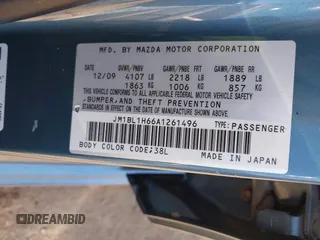 MFD. BY MAZDA MOTOR CORPORATION
GVWR/PNBV GAWR/PNBE FRT GAWR/PNBE RR
12/09 4107 LB 2218 LB 1889 LB
1863 KG 1006 KG 857 KG
THIS VEHICLE CONFORMS TO ALL APPLICABLE FEDERAL MOTOR VEHICLE SAFETY
, BUMPER, AND THEFT PREVENTION
STANDARDS IN EFFECT ON THE DATE OF MANUFACTURE SHOWN ABOVE.
JM1BL1H66A1261496 TYPE:PASSENGER
BODY COLOR CODE:38L MADE IN JAPAN
DREAMBID